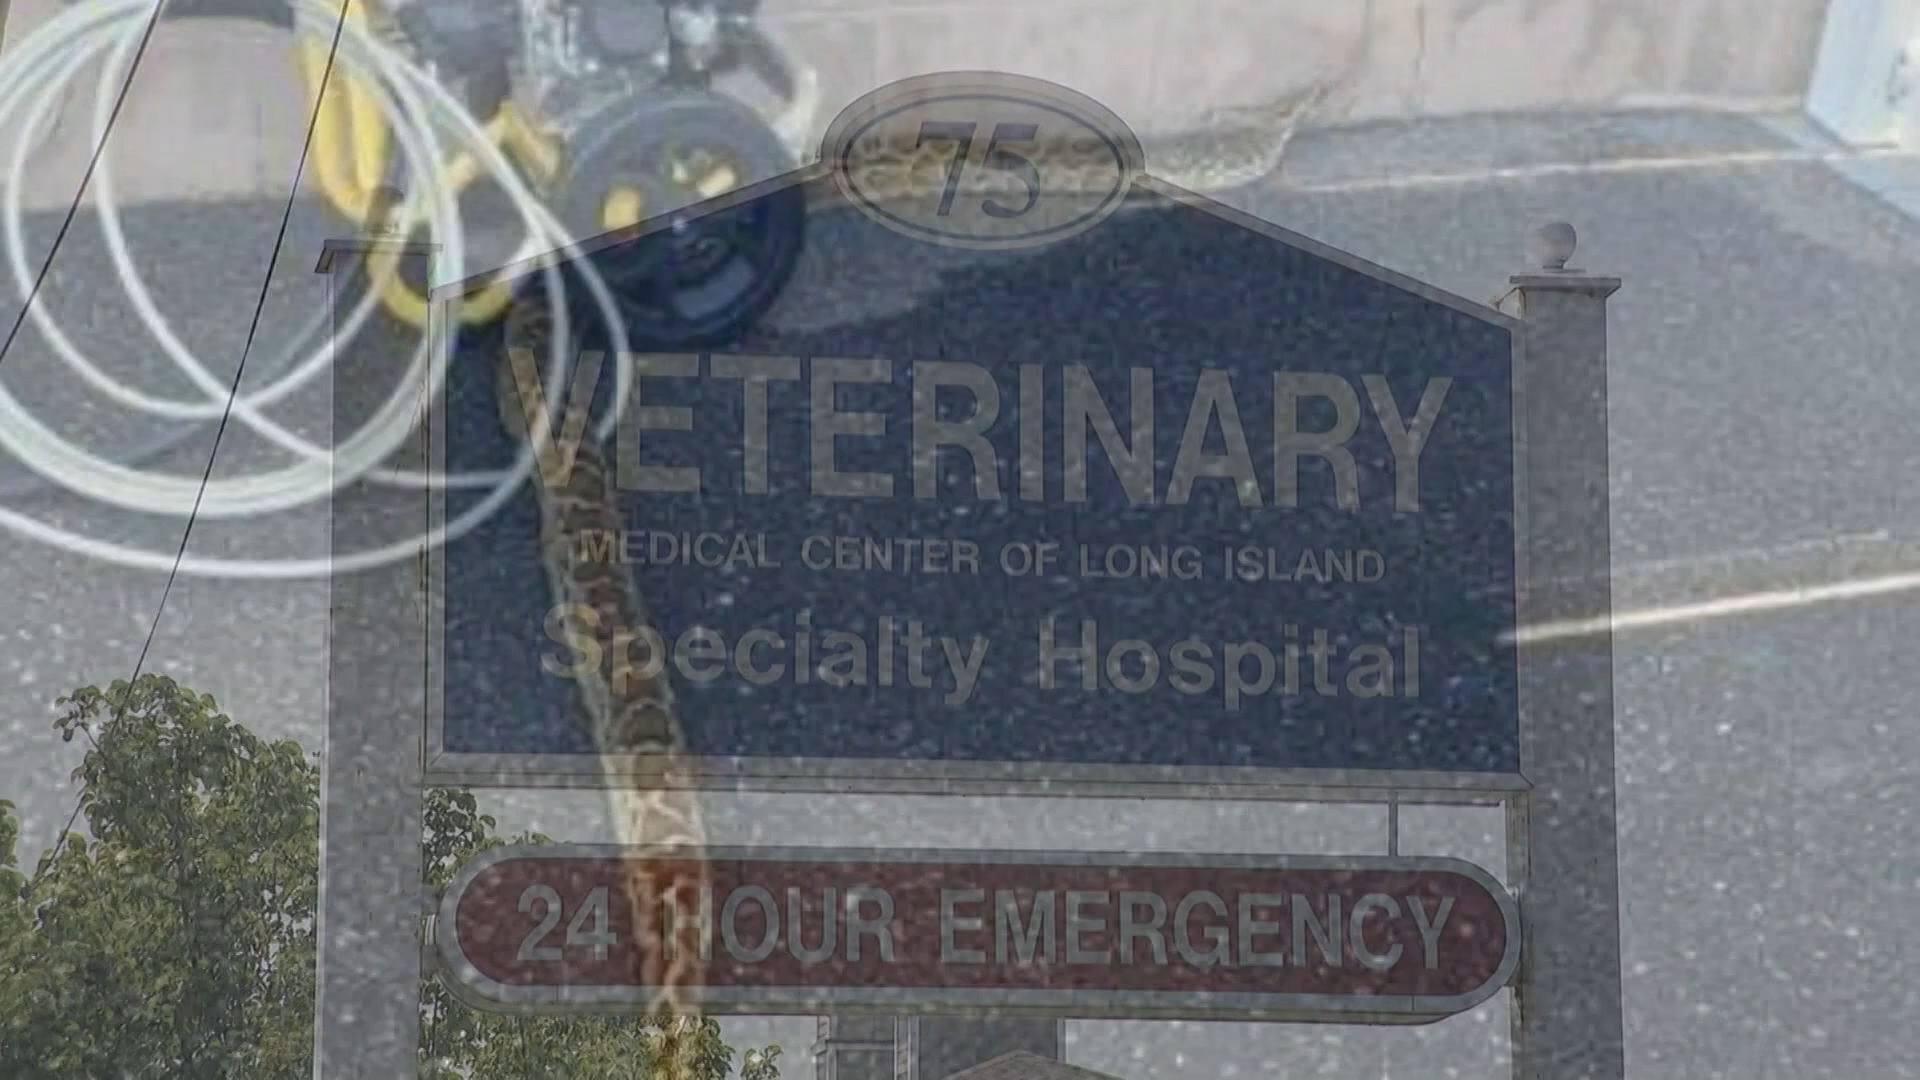 75
VETERINARY
MEDICAL CENTER OF LONG ISLAND
Specialty Hospital
24 HOUR EMERGENCY